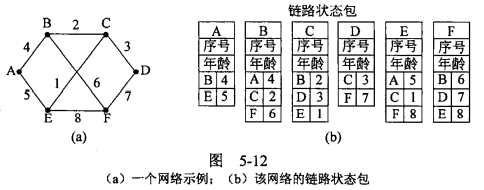 链路状态包
B 2 C
4 3
A 1 6 D
5 7
E 8 F
A B C D E F
序号 序号 序号 序号 序号 序号
年龄 年龄 年龄 年龄 年龄 年龄
B 4 A 4 B 2 C 3 A 5 B 6
E 5 C 2 D 3 F 7 C 1 D 7
F 6 E 1 F 8 E 8
(a) (b)
图 5-12
(a) 一个网络示例；(b) 该网络的链路状态包